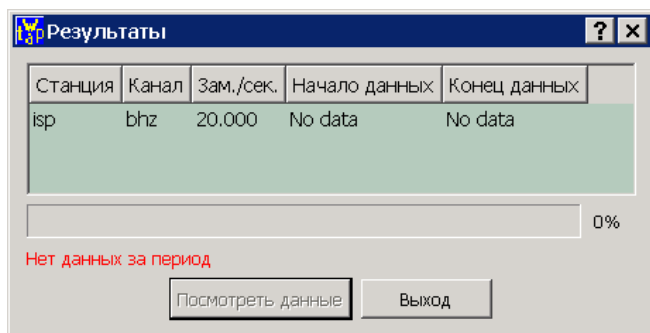 Результаты
Станция Канал Зам./сек. Начало данных Конец данных
isp bhz 20.000 No data No data
0%
Нет данных за период
Посмотреть данные Выход